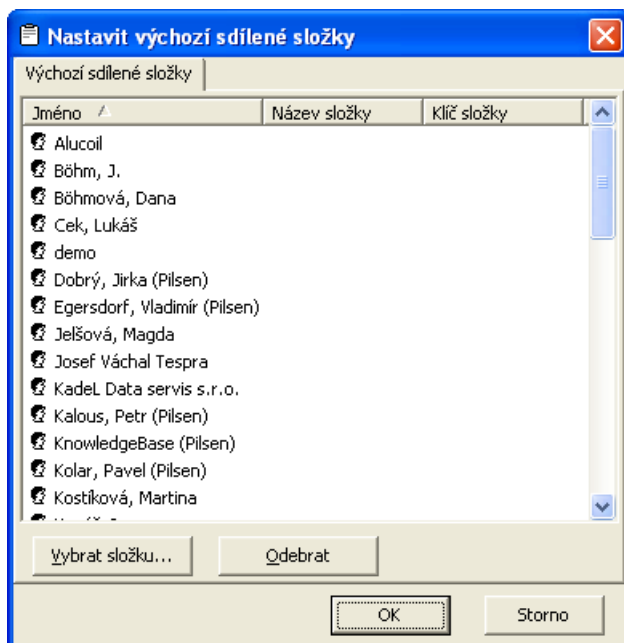 Nastavit výchozí sdílené složky
Výchozí sdílené složky
Jméno Název složky Klíč složky
Alucoil
Böhm, J.
Böhmová, Dana
Cek, Lukáš
demo
Dobrý, Jirka (Pilsen)
Egersdorf, Vladimír (Pilsen)
Jelšová, Magda
Josef Váchal Tespra
KadeL Data servis s.r.o.
Kalous, Petr (Pilsen)
KnowledgeBase (Pilsen)
Kolar, Pavel (Pilsen)
Kostíková, Martina
Vybrat složku... Odebrat
OK Storno